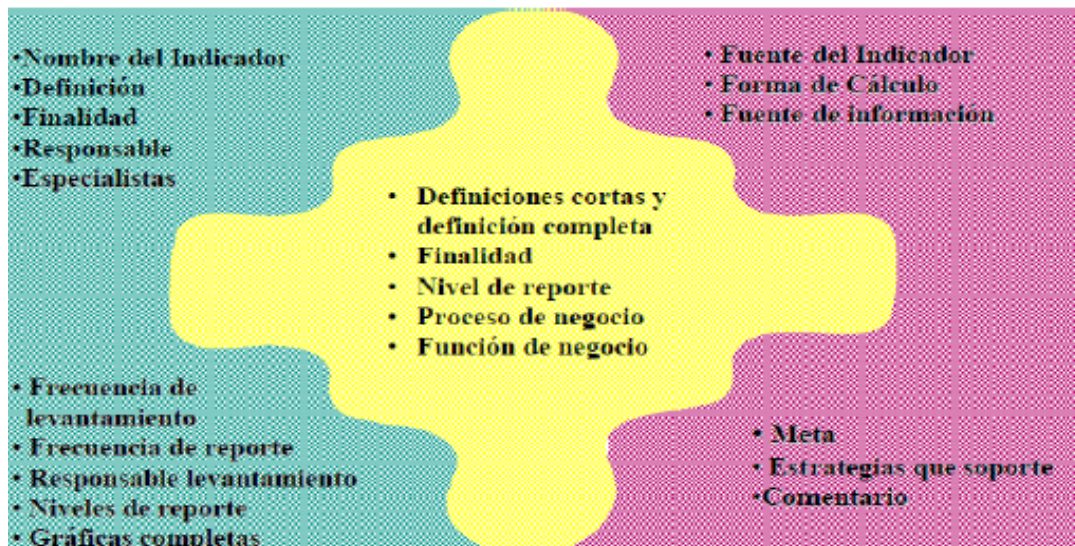 •Nombre del Indicador
•Definición
•Finalidad
•Responsable
•Especialistas
• Fuente del Indicador
• Forma de Cálculo
• Fuente de información
• Definiciones cortas y
definición completa
• Finalidad
• Nivel de reporte
• Proceso de negocio
• Función de negocio
• Frecuencia de
levantamiento
• Frecuencia de reporte
• Responsable levantamiento
• Niveles de reporte
• Gráficas completas
• Meta
• Estrategias que soporte
•Comentario